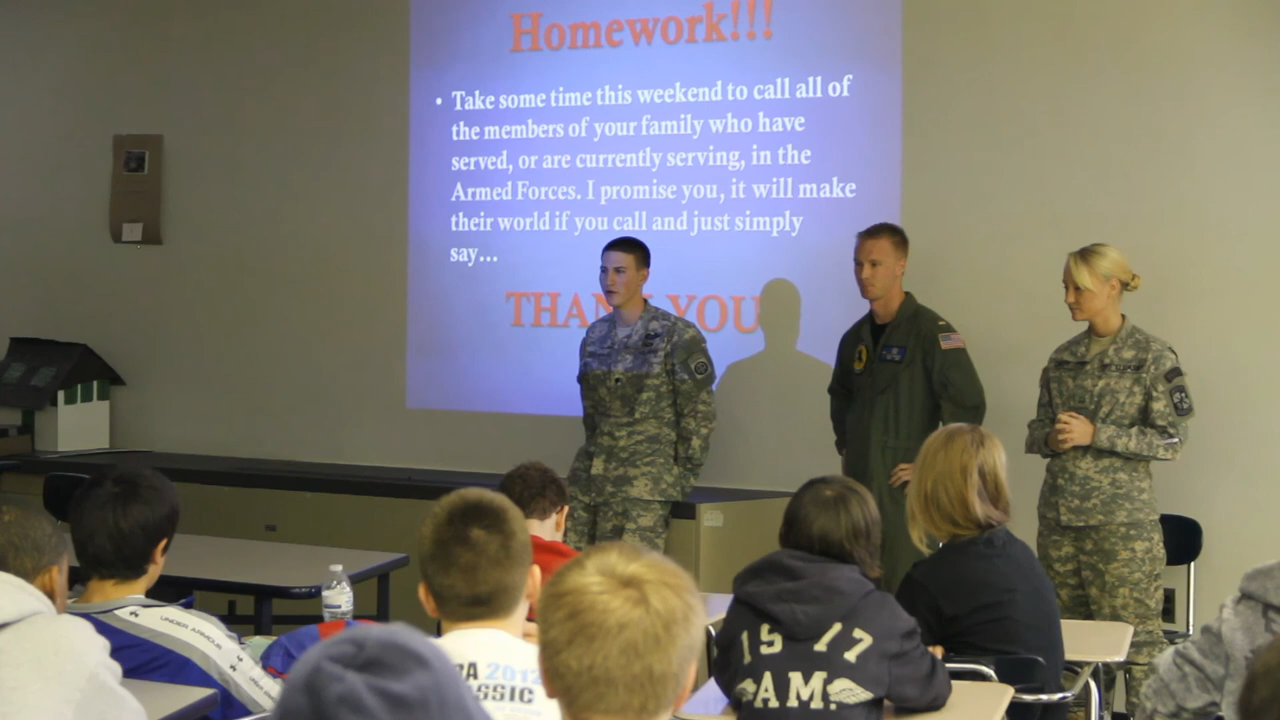 Homework!!!
• Take some time this weekend to call all of
the members of your family who have
served, or are currently serving, in the
Armed Forces. I promise you, it will make
their world if you call and just simply
say...
THANK YOU
UNDER ARMOUR
2012
ASSIC
15 17
AM.